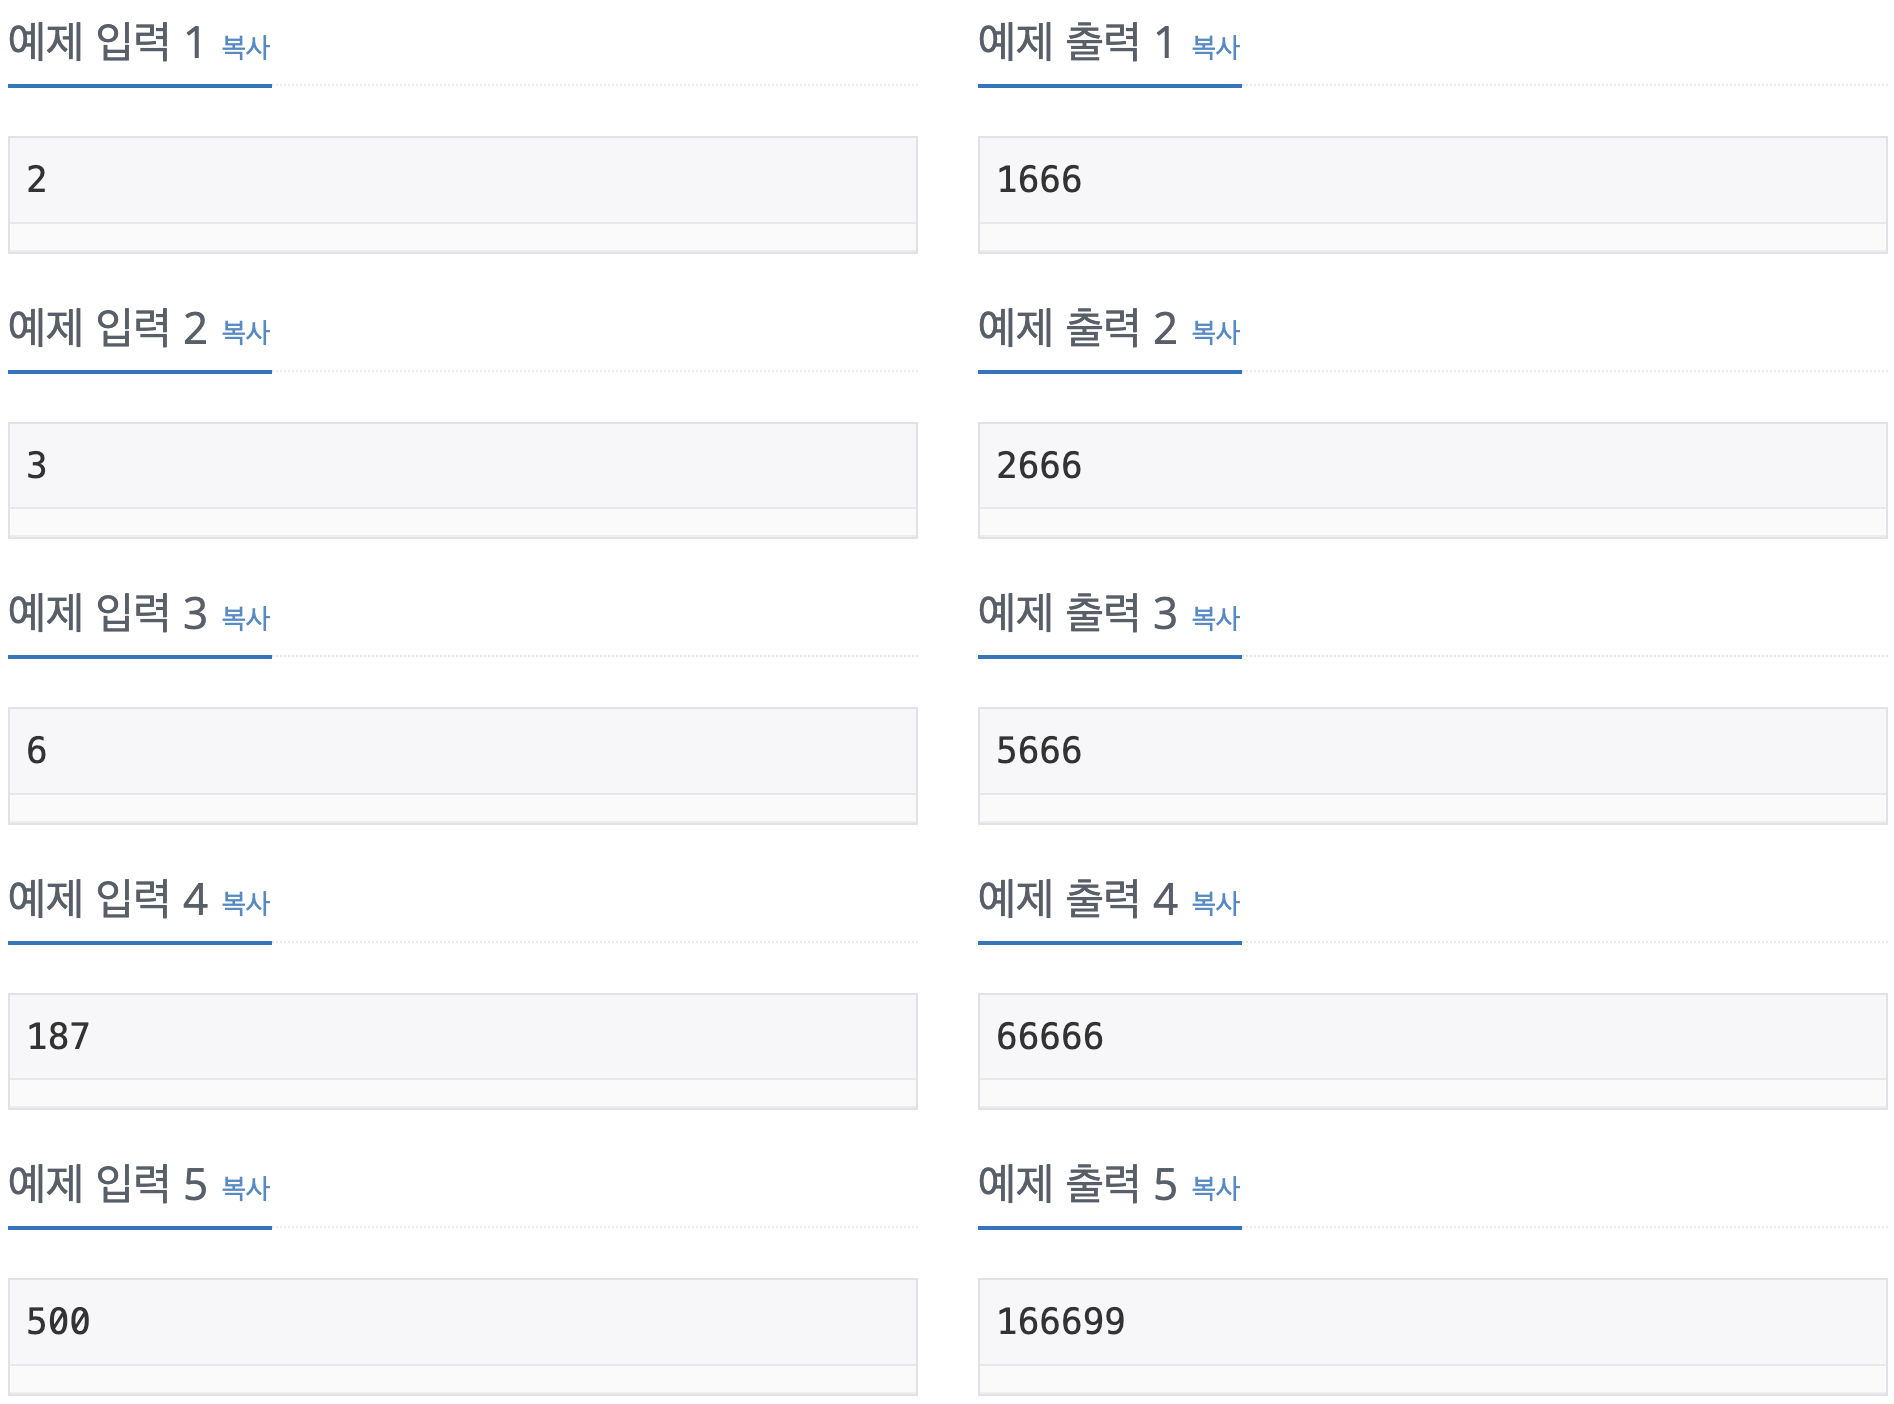 예제 입력 1 복사
2
예제 출력 1 복사
1666
예제 입력 2 복사
3
예제 출력 2 복사
2666
예제 입력 3 복사
6
예제 출력 3 복사
5666
예제 입력 4 복사
187
예제 출력 4 복사
66666
예제 입력 5 복사
500
예제 출력 5 복사
166699